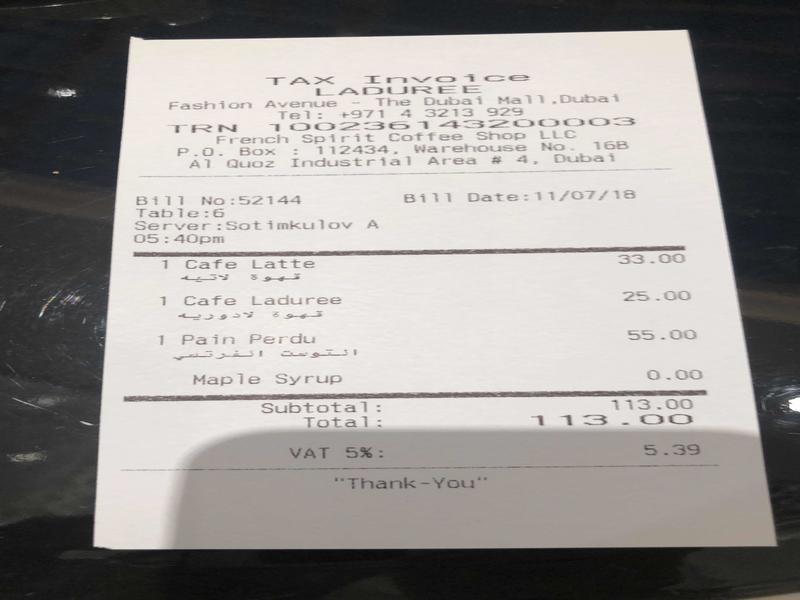 TAX Invoice
LADUREE
Fashion Avenue - The Dubai Mall,Dubai
Tel: +971 4 3213 929
TRN 100236143200003
French Spirit Coffee Shop LLC
P.O. Box : 112434, Warehouse No. 16B
Al Quoz Industrial Area # 4, Dubai
Bill No:52144 Bill Date:11/07/18
Table:6
Server:Sotimkulov A
05:40pm
1 Cafe Latte 33.00
قهوة لاتيه
1 Cafe Laduree 25.00
قهوة لادوريه
1 Pain Perdu 55.00
التوست الفرنسي
Maple Syrup 0.00
Subtotal: 113.00
Total: 113.00
VAT 5%: 5.39
"Thank-You"